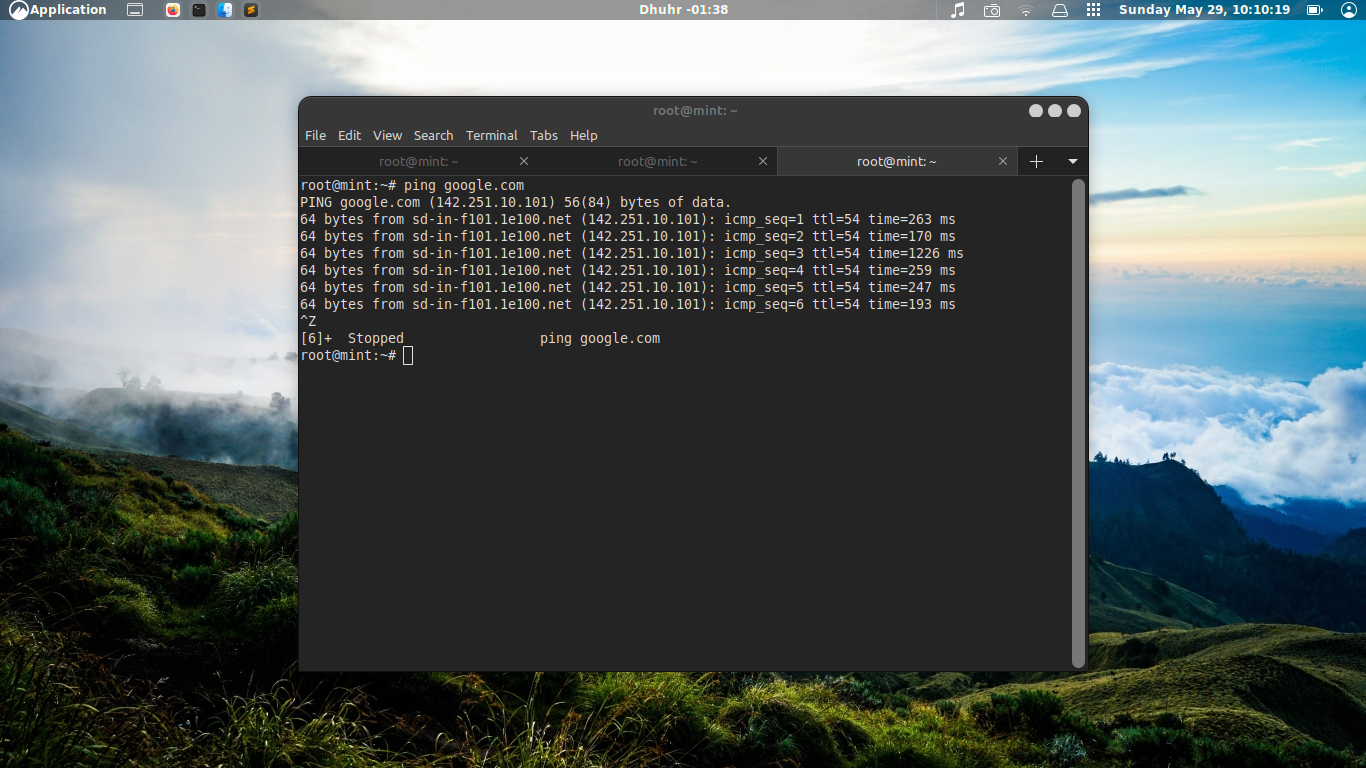 Application
Dhuhr -01:38
Sunday May 29, 10:10:19
root@mint: ~
File Edit View Search Terminal Tabs Help
root@mint: ~ root@mint: ~ root@mint: ~
root@mint:~# ping google.com
PING google.com (142.251.10.101) 56(84) bytes of data.
64 bytes from sd-in-f101.1e100.net (142.251.10.101): icmp_seq=1 ttl=54 time=263 ms
64 bytes from sd-in-f101.1e100.net (142.251.10.101): icmp_seq=2 ttl=54 time=170 ms
64 bytes from sd-in-f101.1e100.net (142.251.10.101): icmp_seq=3 ttl=54 time=1226 ms
64 bytes from sd-in-f101.1e100.net (142.251.10.101): icmp_seq=4 ttl=54 time=259 ms
64 bytes from sd-in-f101.1e100.net (142.251.10.101): icmp_seq=5 ttl=54 time=247 ms
64 bytes from sd-in-f101.1e100.net (142.251.10.101): icmp_seq=6 ttl=54 time=193 ms
^Z
[6]+  Stopped                 ping google.com
root@mint:~#